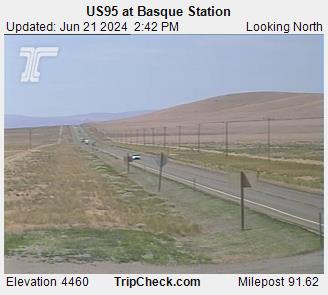 US95 at Basque Station
Updated: Jun 21 2024 2:42 PM Looking North
Elevation 4460 TripCheck.com Milepost 91.62